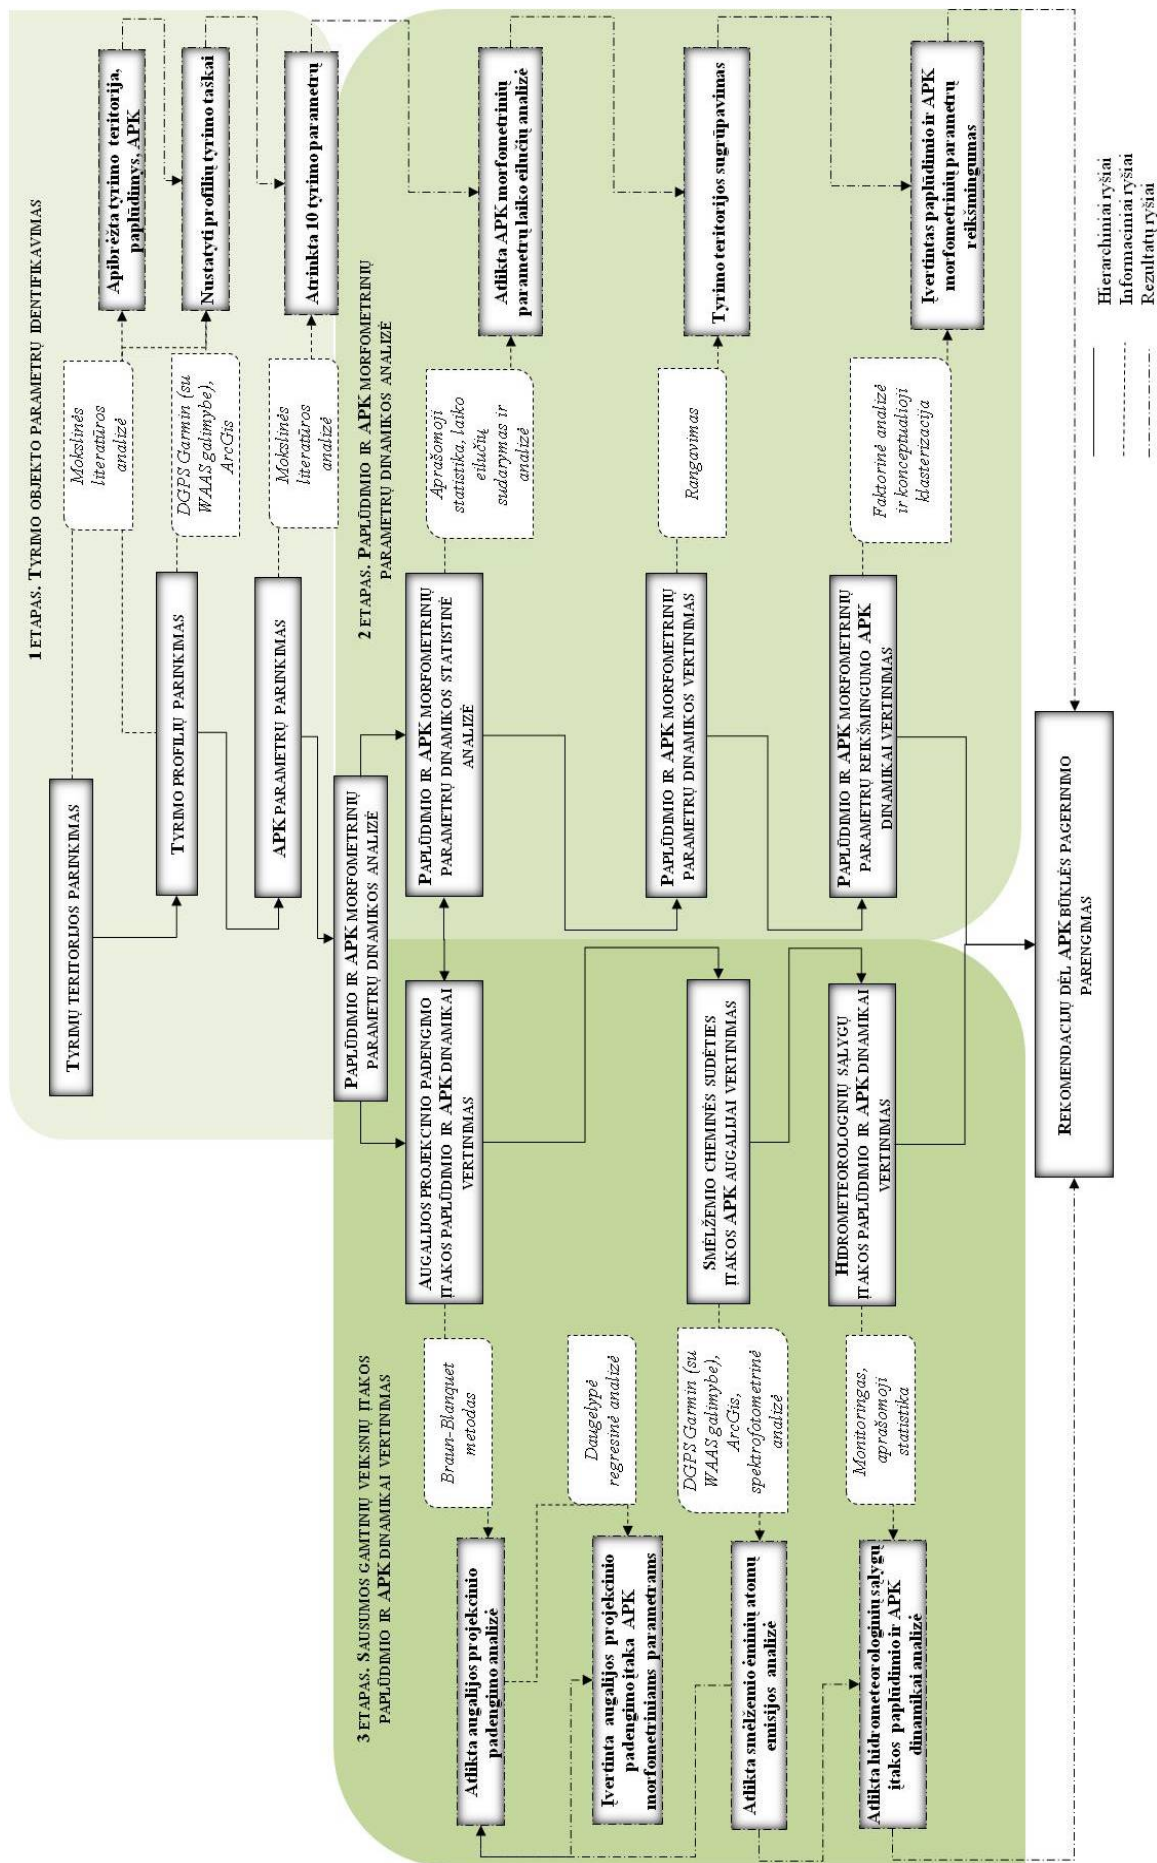 1 ETAPAS. TYRIMO OBJEKTO PARAMETRŲ IDENTIFIKAVIMAS
TYRIMŲ TERITORIJOS PARINKIMAS
Mokslinės
literatūros
analizė
Apibrėžta tyrimo teritorija,
paplūdimys, APK
TYRIMO PROFILIŲ PARINKIMAS
DGPS Garmin (su
WAAS galimybe),
ArcGis
Nustatyti profilių tyrimo taškai
APK PARAMETRŲ PARINKIMAS
Mokslinės
literatūros
analizė
Atrinkta 10 tyrimo parametrų
PAPLŪDIMIO IR APK MORFOMETRINIŲ
PARAMETRŲ DINAMIKOS ANALIZĖ
2 ETAPAS. PAPLŪDIMIO IR APK MORFOMETRINIŲ
PARAMETRŲ DINAMIKOS ANALIZĖ
PAPLŪDIMIO IR APK MORFOMETRINIŲ
PARAMETRŲ DINAMIKOS STATISTINĖ
ANALIZĖ
Aprašomoji
statistika, laiko
eilučių
sudarymas ir
analizė
Atlikta APK morfometrinių
parametrų laiko eilučių analizė
PAPLŪDIMIO IR APK MORFOMETRINIŲ
PARAMETRŲ DINAMIKOS VERTINIMAS
Rangavimas
Tyrimo teritorijos sugrupavimas
PAPLŪDIMIO IR APK MORFOMETRINIŲ
PARAMETRŲ REIKŠMINGUMO APK
DINAMIKAI VERTINIMAS
Faktorinė analizė
ir konceptualioji
klasterizacija
Įvertintas paplūdimio ir APK
morfometrinių parametrų
reikšmingumas
3 ETAPAS. SAUSUMOS GAMTINIŲ VEIKSNIŲ ĮTAKOS
PAPLŪDIMIO IR APK DINAMIKAI VERTINIMAS
AUGALIJOS PROJEKCINIO PADENGIMO
ĮTAKOS PAPLŪDIMIO IR APK DINAMIKAI
VERTINIMAS
Braun-Blanquet
metodas
Atlikta augalijos projekcinio
padengimo analizė
Daugelypė
regresinė analizė
Įvertinta augalijos projekcinio
padengimo įtaka APK
morfometriniams parametrams
SMĖLŽEMIO CHEMINĖS SUDĖTIES
ĮTAKOS APK AUGALIJAI VERTINIMAS
DGPS Garmin (su
WAAS galimybe),
ArcGis,
spektrofotometrinė
analizė
Atlikta smėlžemio ėminių atomų
emisijos analizė
HIDROMETEOROLOGINIŲ SĄLYGŲ
ĮTAKOS PAPLŪDIMIO IR APK DINAMIKAI
VERTINIMAS
Monitoringas,
aprašomoji
statistika
Atlikta hidrometeorologinių sąlygų
įtakos paplūdimio ir APK
dinamikai analizė
REKOMENDACIJŲ DĖL APK BŪKLĖS PAGERINIMO
PARENGIMAS
Hierarchiniai ryšiai
Informaciniai ryšiai
Rezultatų ryšiai